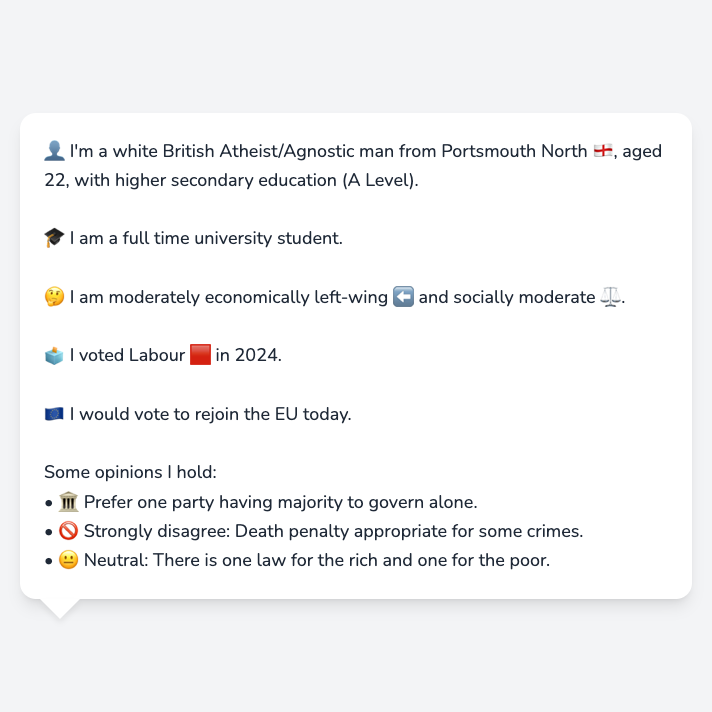 👤 I'm a white British Atheist/Agnostic man from Portsmouth North 🏴󠁧󠁢󠁥󠁮󠁧󠁿, aged
22, with higher secondary education (A Level).
🎓 I am a full time university student.
🤔 I am moderately economically left-wing ⬅️ and socially moderate ⚖️.
🗳️ I voted Labour 🟥 in 2024.
🇪🇺 I would vote to rejoin the EU today.
Some opinions I hold:
• 🏛️ Prefer one party having majority to govern alone.
• 🚫 Strongly disagree: Death penalty appropriate for some crimes.
• 😐 Neutral: There is one law for the rich and one for the poor.